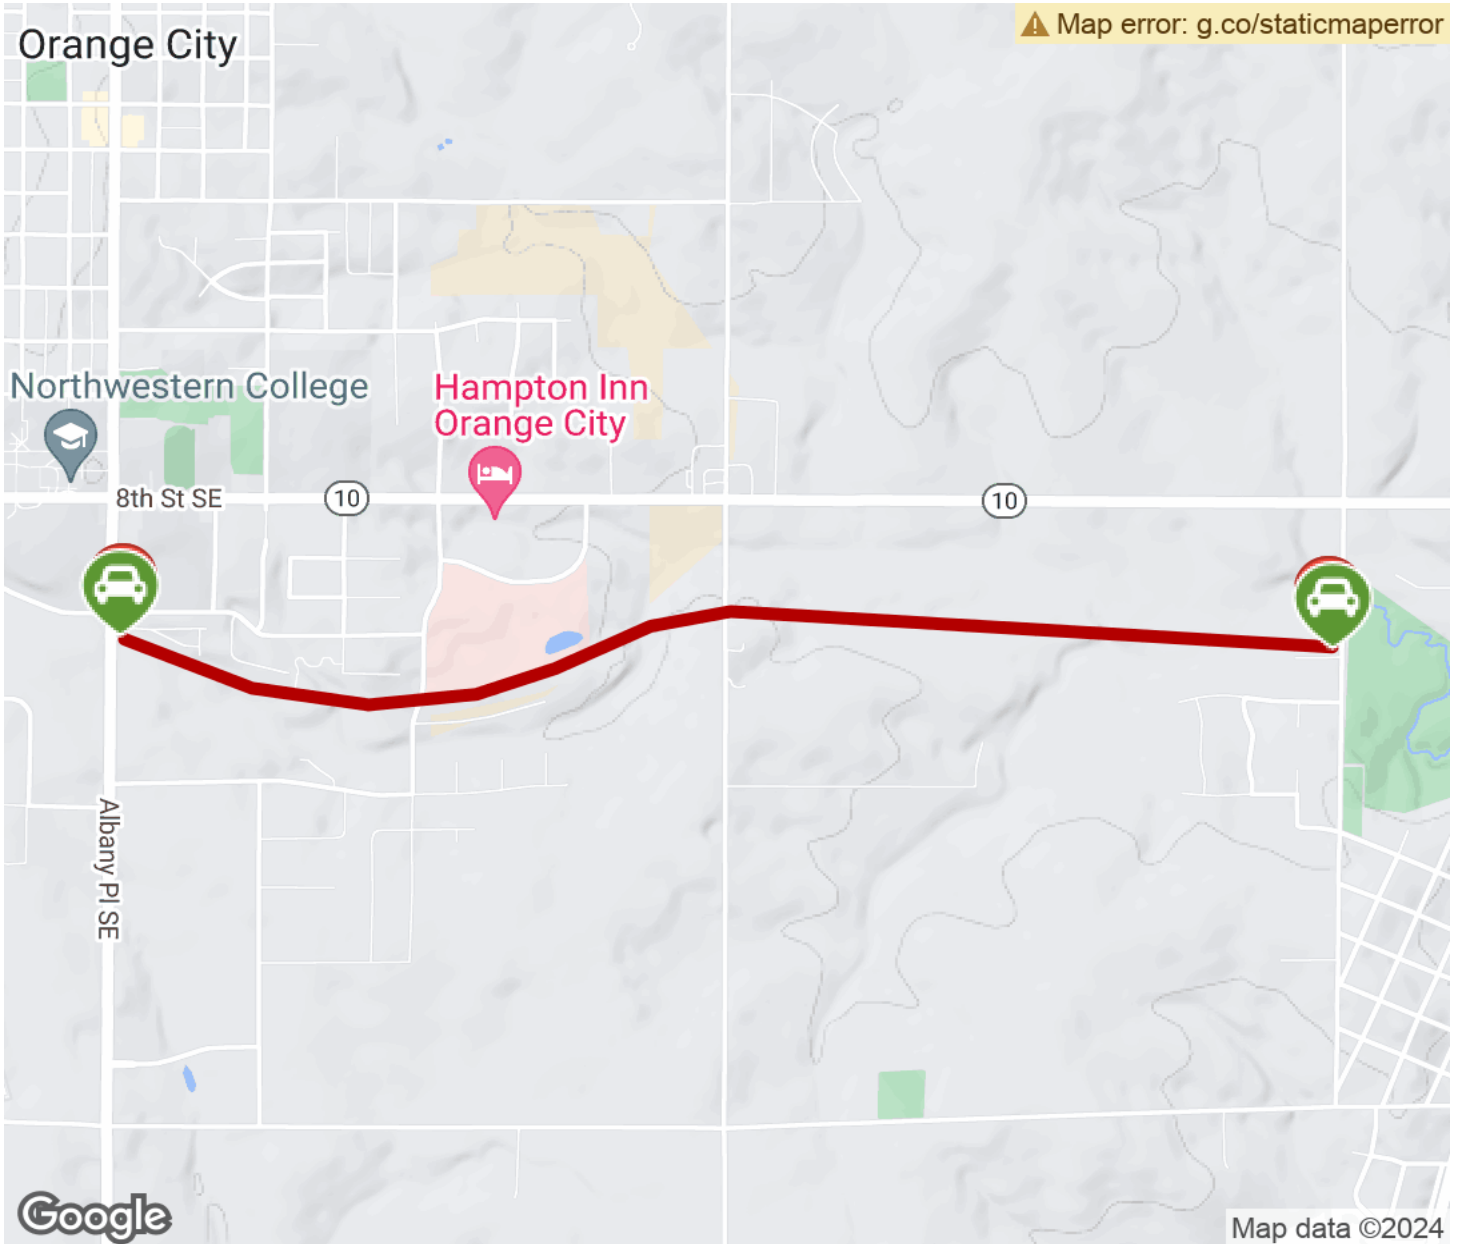 Orange City
Map error: g.co/staticmaperror
Northwestern College
Hampton Inn
Orange City
8th St SE
10
10
Albany Pl SE
Google
Map data ©2024